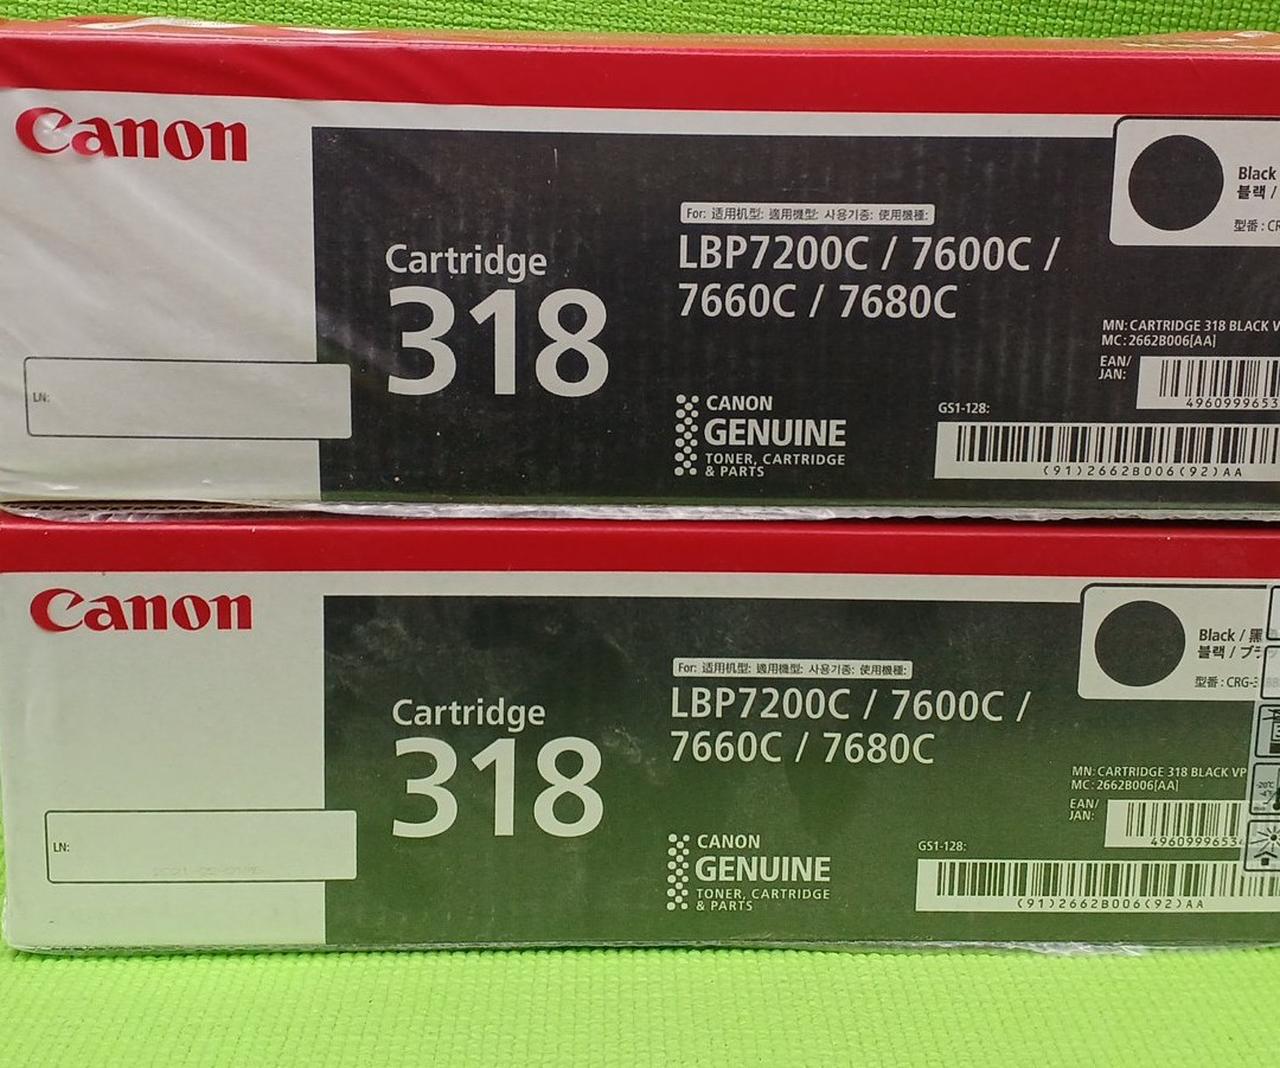 Canon
Cartridge
318
For: 适用机型: 適用機型: 사용기종: 使用機種:
LBP7200C / 7600C /
7660C / 7680C
CANON
GENUINE
TONER, CARTRIDGE
& PARTS
Black
블랙 /
型番 : CR
MN: CARTRIDGE 318 BLACK V
MC: 2662B006[AA]
EAN/
JAN:
4960999653
GS1-128:
(91)2662B006(92)AA
LN:
Canon
Cartridge
318
For: 适用机型: 適用機型: 사용기종: 使用機種:
LBP7200C / 7600C /
7660C / 7680C
CANON
GENUINE
TONER, CARTRIDGE
& PARTS
Black / 黑
블랙 / ブラ
型番 : CRG-3
MN: CARTRIDGE 318 BLACK VP
MC: 2662B006[AA]
EAN/
JAN:
4960999653
GS1-128:
(91)2662B006(92)AA
LN: